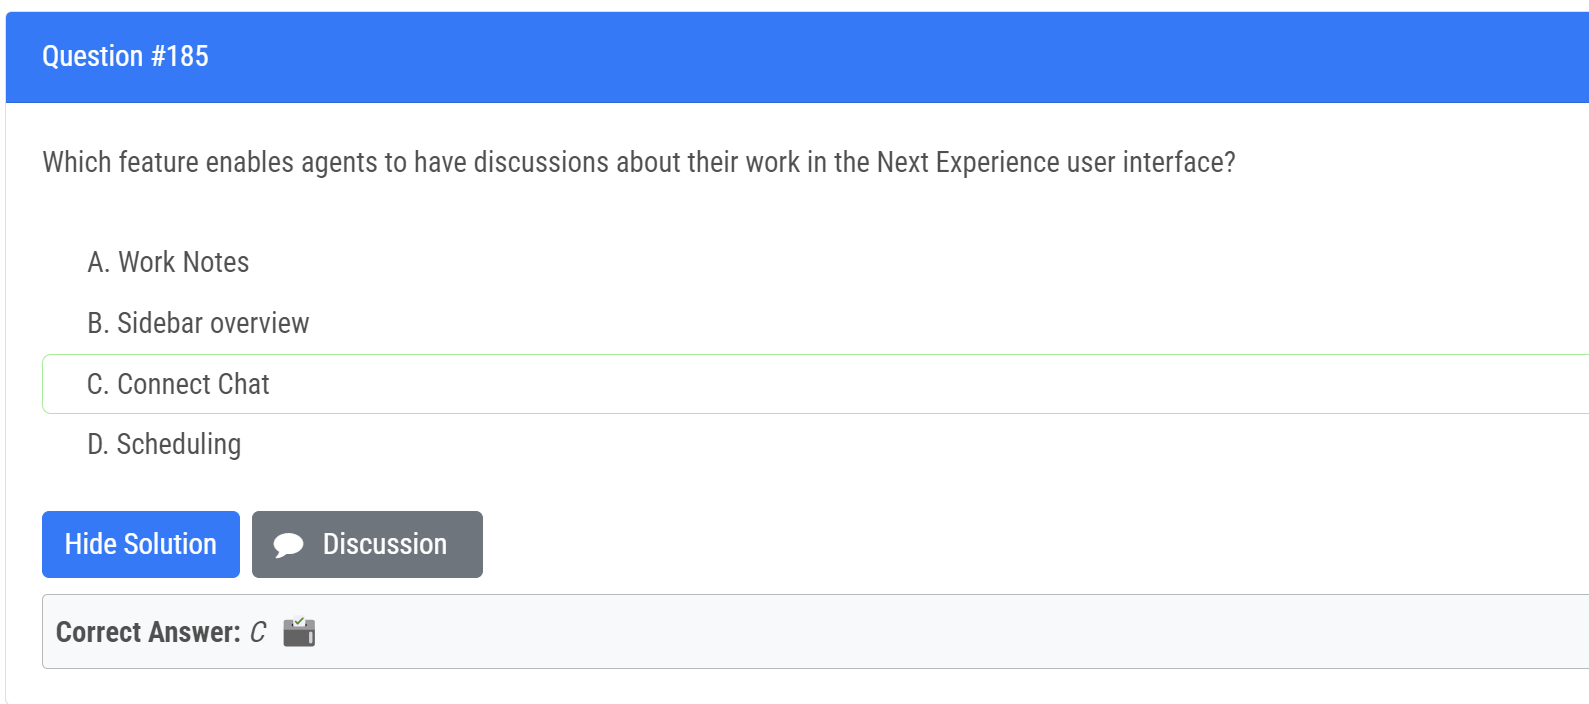 Question #185
Which feature enables agents to have discussions about their work in the Next Experience user interface?
A. Work Notes
B. Sidebar overview
C. Connect Chat
D. Scheduling
Hide Solution Discussion
Correct Answer: C